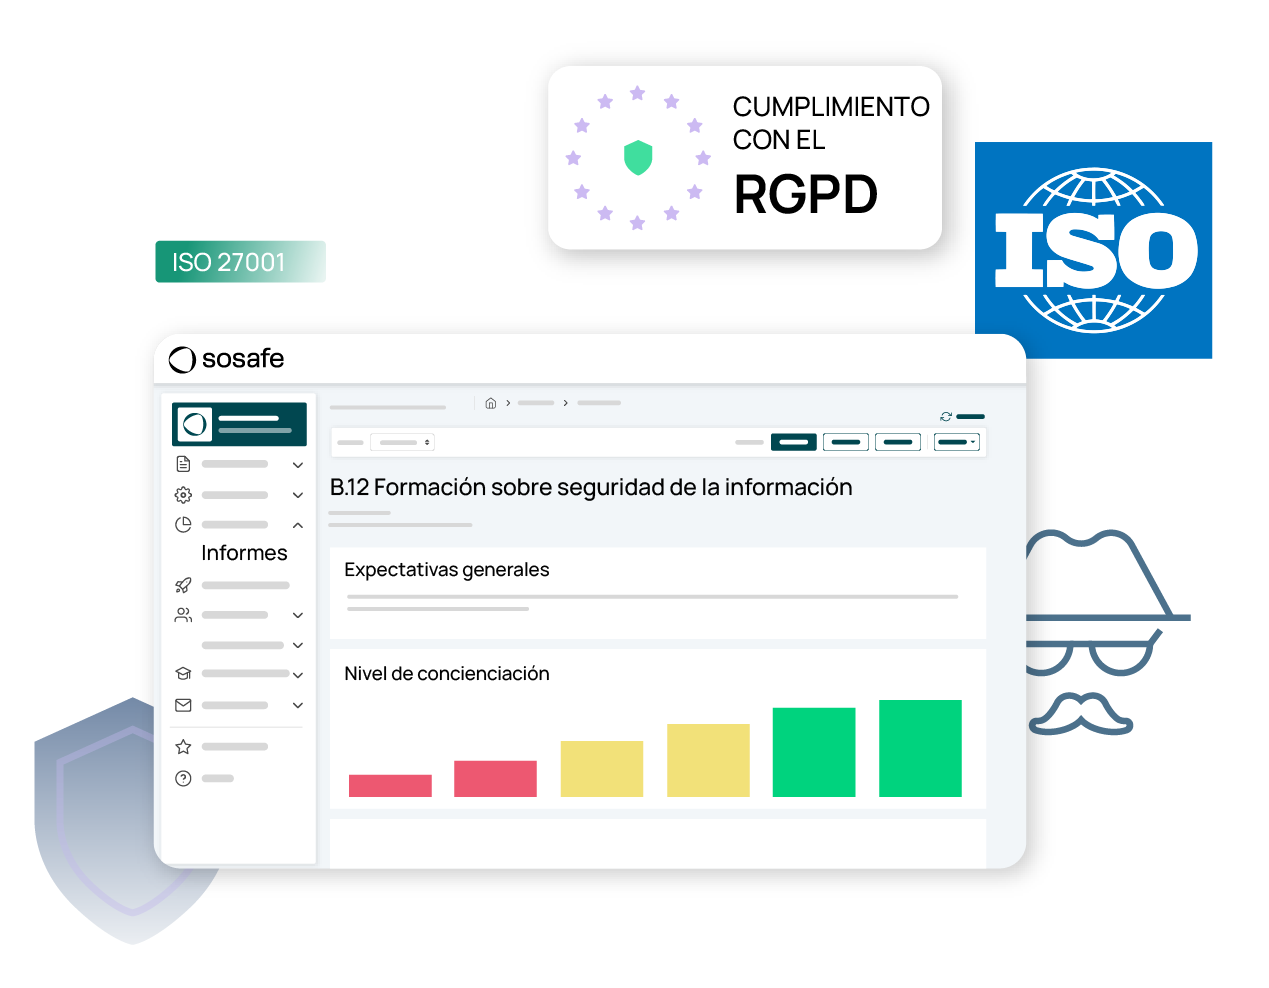 CUMPLIMIENTO
CON EL
RGPD
ISO
ISO 27001
sosafe
B.12 Formación sobre seguridad de la información
Informes
Expectativas generales
Nivel de concienciación